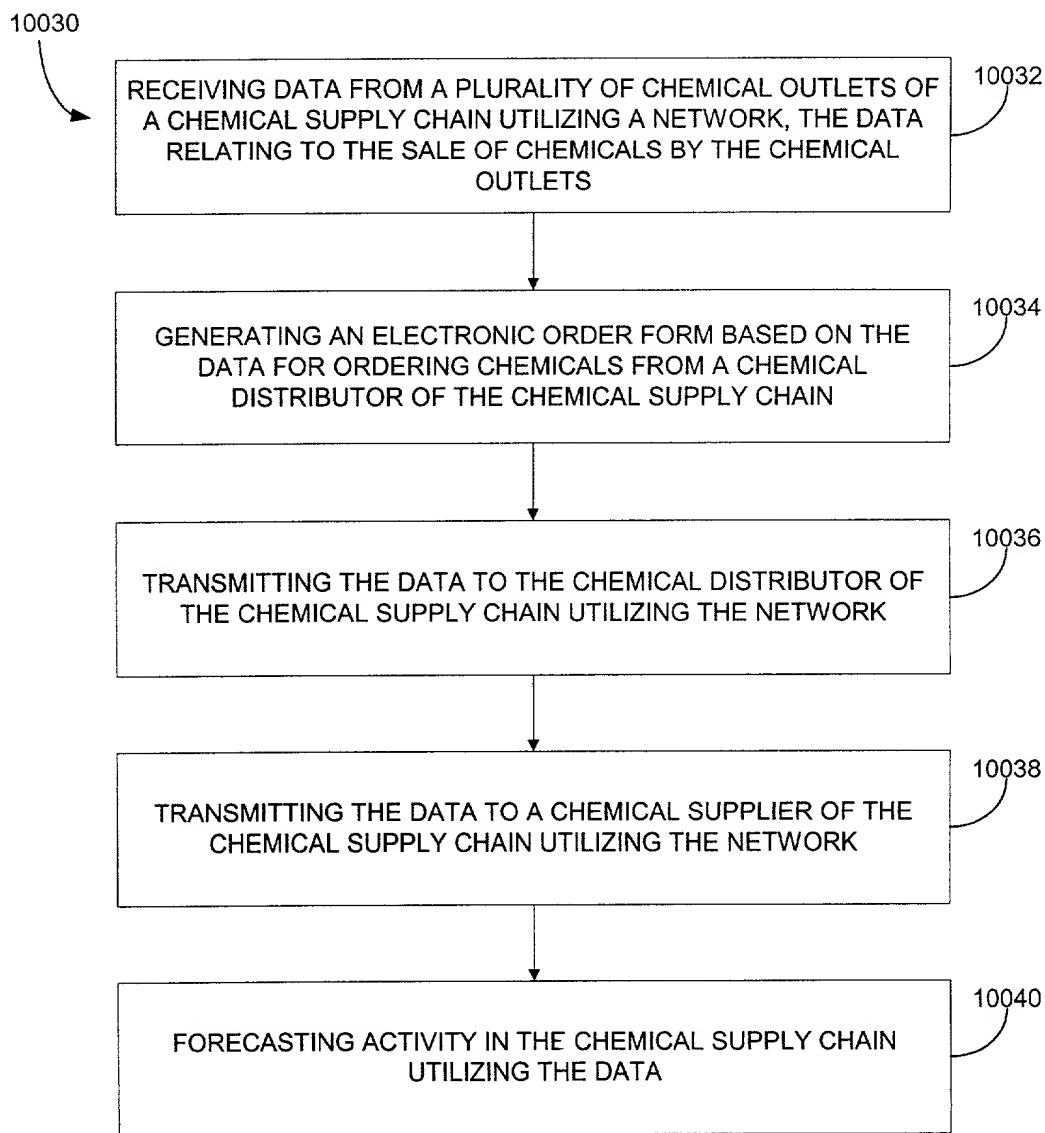 10030
10032
RECEIVING DATA FROM A PLURALITY OF CHEMICAL OUTLETS OF
A CHEMICAL SUPPLY CHAIN UTILIZING A NETWORK, THE DATA
RELATING TO THE SALE OF CHEMICALS BY THE CHEMICAL
OUTLETS
10034
GENERATING AN ELECTRONIC ORDER FORM BASED ON THE
DATA FOR ORDERING CHEMICALS FROM A CHEMICAL
DISTRIBUTOR OF THE CHEMICAL SUPPLY CHAIN
10036
TRANSMITTING THE DATA TO THE CHEMICAL DISTRIBUTOR OF
THE CHEMICAL SUPPLY CHAIN UTILIZING THE NETWORK
10038
TRANSMITTING THE DATA TO A CHEMICAL SUPPLIER OF THE
CHEMICAL SUPPLY CHAIN UTILIZING THE NETWORK
10040
FORECASTING ACTIVITY IN THE CHEMICAL SUPPLY CHAIN
UTILIZING THE DATA